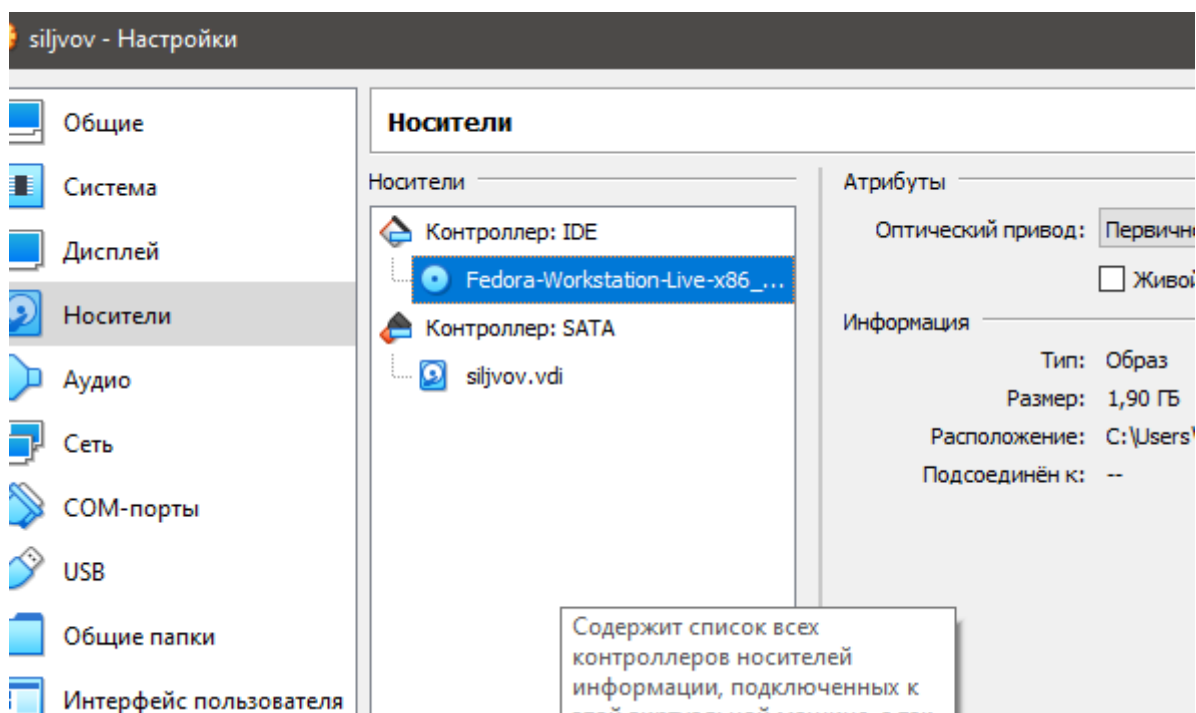 siljvov - Настройки
Общие
Система
Дисплей
Носители
Аудио
Сеть
COM-порты
USB
Общие папки
Интерфейс пользователя
Носители
Носители
Контроллер: IDE
Fedora-Workstation-Live-x86_...
Контроллер: SATA
siljvov.vdi
Атрибуты
Оптический привод:
Информация
Тип: Образ
Размер: 1,90 ГБ
Расположение: C:\Users\
Подсоединён к: --
Содержит список всех
контроллеров носителей
информации, подключенных к